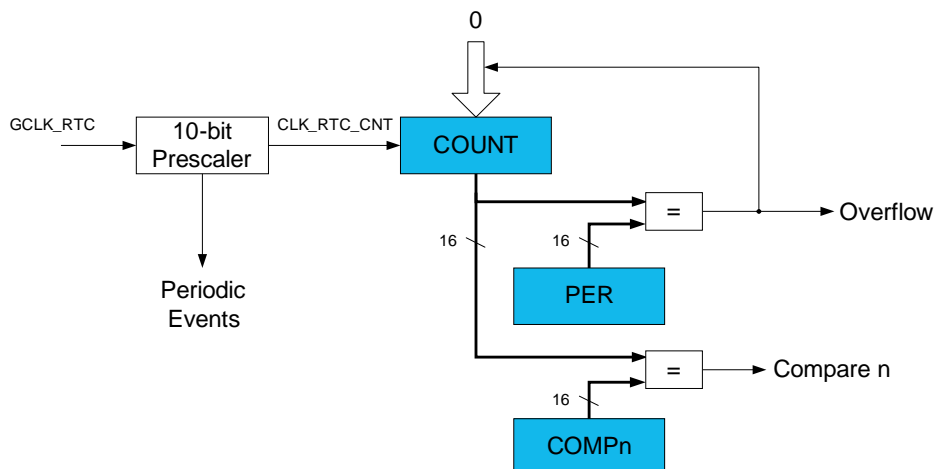 0
GCLK_RTC
10-bit
Prescaler
CLK_RTC_CNT
COUNT
=
Overflow
16
16
PER
Periodic
Events
=
Compare n
16
COMPn